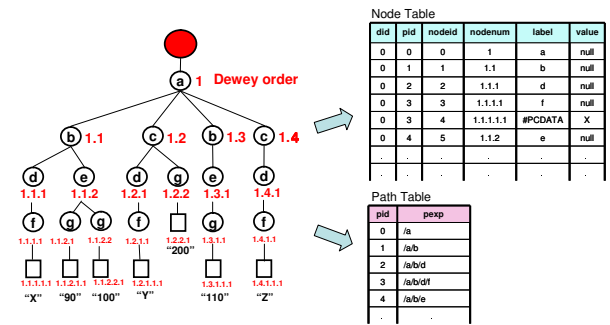 Node Table
did pid nodeid nodenum label value
0 0 0 1 a null
0 1 1 1.1 b null
0 2 2 1.1.1 d null
0 3 3 1.1.1.1 f null
0 3 4 1.1.1.1.1 #PCDATA X
0 4 5 1.1.2 e null
. . . . . .
a 1 Dewey order
b 1.1 c 1.2 b 1.3 c 1.4
d e d g e d
1.1.1 1.1.2 1.2.1 1.2.2 1.3.1 1.4.1
f g g f g f
1.1.1.1 1.1.2.1 1.1.2.2 1.2.1.1 1.2.2.1 1.3.1.1 1.4.1.1
"200"
1.1.1.1.1 1.1.2.1.1 1.1.2.2.1 1.2.1.1.1 1.3.1.1.1 1.4.1.1.1
"X" "90" "100" "Y" "110" "Z"
Path Table
pid pexp
0 /a
1 /a/b
2 /a/b/d
3 /a/b/d/f
4 /a/b/e
. .